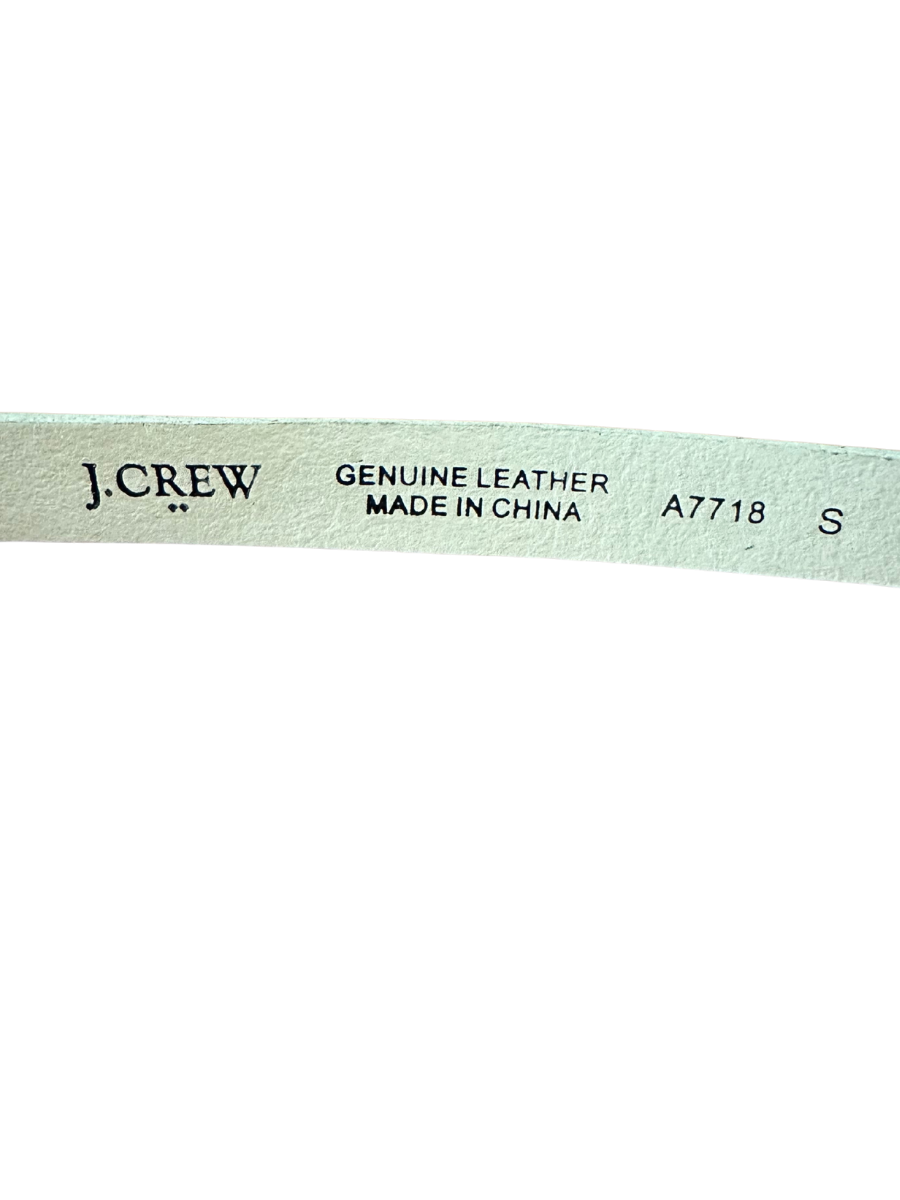 J.CREW
GENUINE LEATHER
MADE IN CHINA
A7718
S